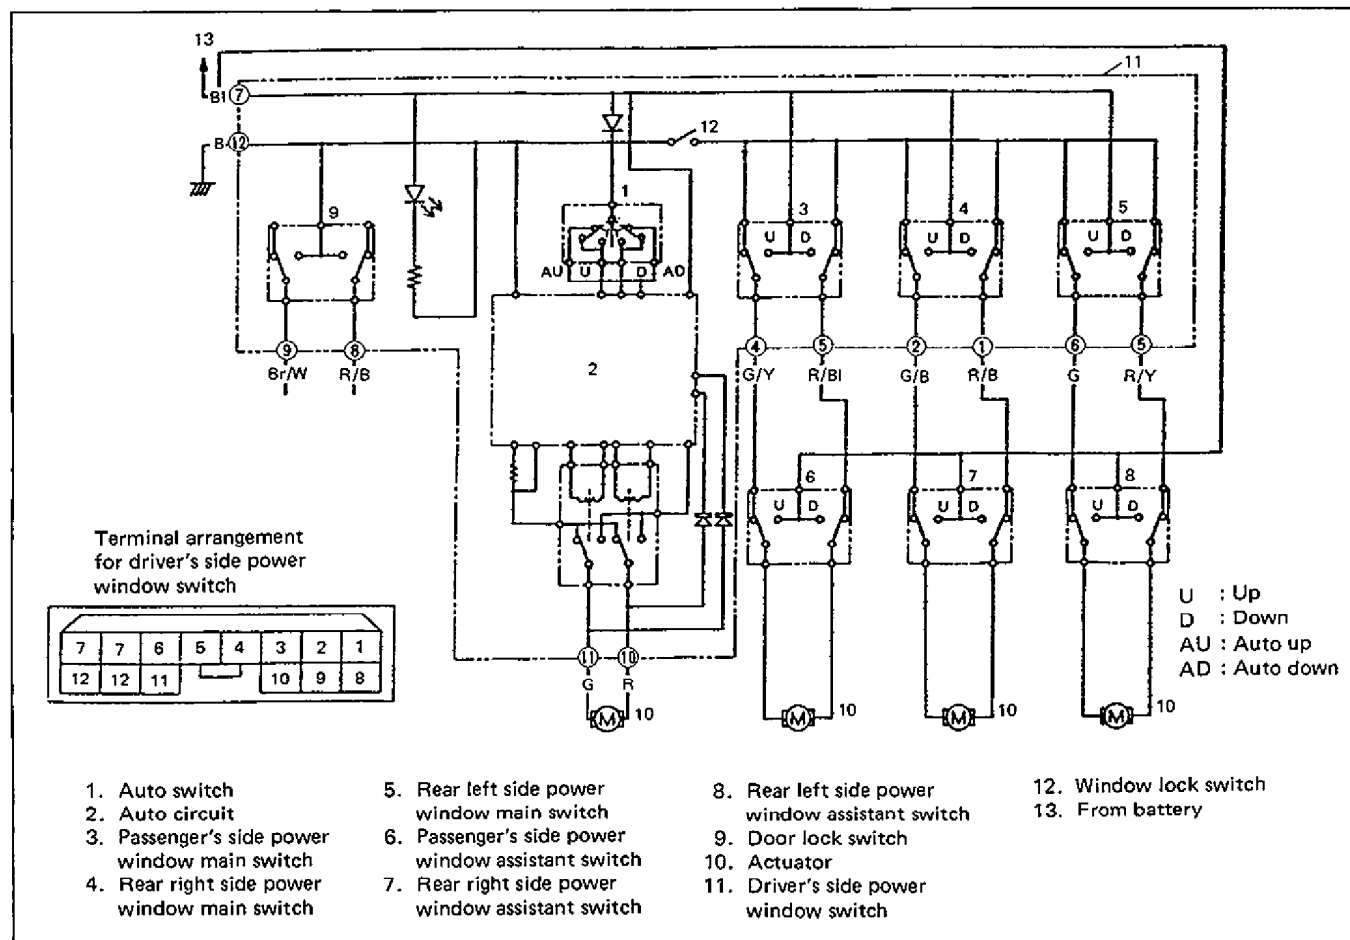 13
11
Bl 7
B 12
12
9
1
3
4
5
U D
U D
U D
AU U D AD
2
9 8
4 5 2 1 6 5
Br/W R/B
G/Y R/Bl G/B R/B G R/Y
6
7
8
U D
U D
U D
Terminal arrangement
for driver's side power
window switch
7 7 6 5 4 3 2 1
12 12 11 10 9 8
11 10
G R
M 10
M 10
M 10
M 10
U : Up
D : Down
AU : Auto up
AD : Auto down
1. Auto switch
2. Auto circuit
3. Passenger's side power
window main switch
4. Rear right side power
window main switch
5. Rear left side power
window main switch
6. Passenger's side power
window assistant switch
7. Rear right side power
window assistant switch
8. Rear left side power
window assistant switch
9. Door lock switch
10. Actuator
11. Driver's side power
window switch
12. Window lock switch
13. From battery